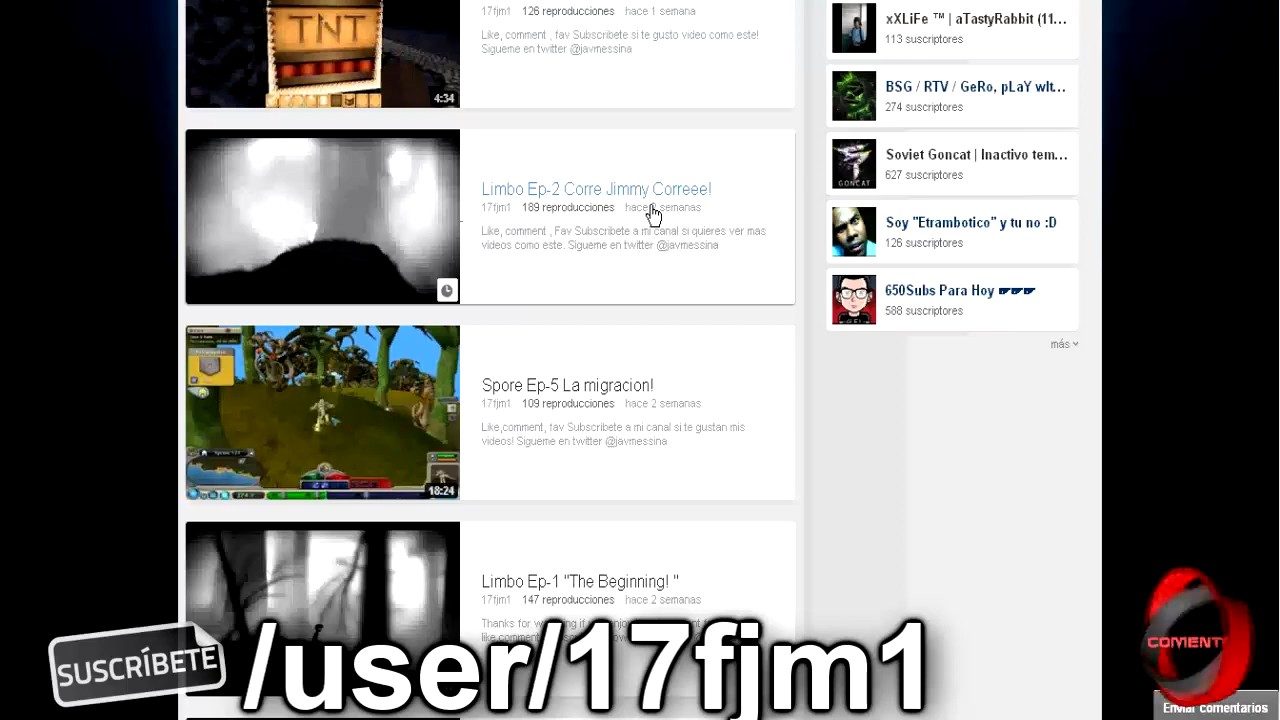 TNT
17fjm1 126 reproducciones hace 1 semana
Like, comment , fav Subscribete si te gusto video como este!
Sigueme en twitter @javmessina
4:34
Limbo Ep-2 Corre Jimmy Correee!
17fjm1 189 reproducciones hace semanas
Like, comment , Fav Subscribete a mi canal si quieres ver mas
videos como este. Sigueme en twitter @javmessina
Spore Ep-5 La migracion!
17fjm1 109 reproducciones hace 2 semanas
Like,comment , fav Subscribete a mi canal si te gustan mis
videos! Sigueme en twitter @javmessina
18:24
Limbo Ep-1 "The Beginning! "
17fjm1 147 reproducciones hace 2 semanas
Thanks for
like,comment
xXLiFe ™ | aTastyRabbit (11...
113 suscriptores
BSG / RTV / GeRo, pLaY wIt...
274 suscriptores
GONCAT
Soviet Goncat | Inactivo tem...
627 suscriptores
Soy "Etrambotico" y tu no :D
126 suscriptores
650Subs Para Hoy
588 suscriptores
más
SUSCRÍBETE
/user/17fjm1
COMENT
Enviar comentarios